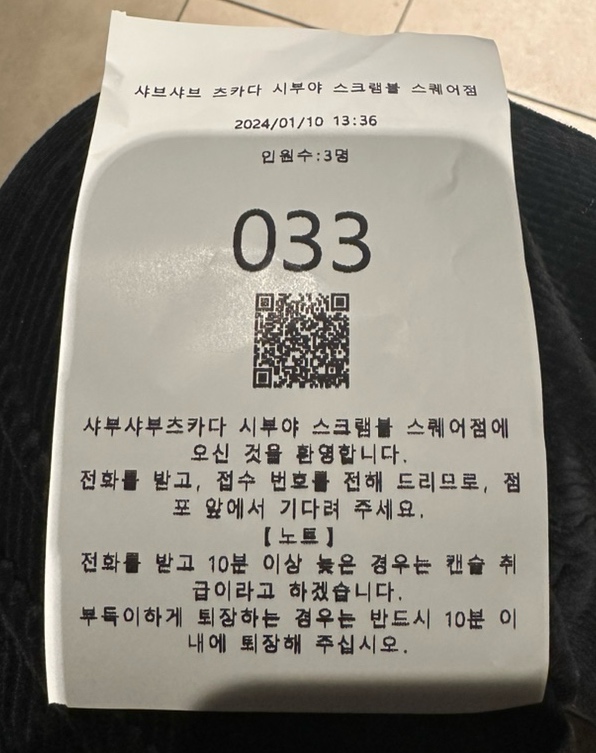 샤브샤브 츠카다 시부야 스크램블 스퀘어점
2024/01/10 13:36
인원수:3명
033
샤부샤부츠카다 시부야 스크램블 스퀘어점에
오신 것을 환영합니다.
전화를 받고, 접수 번호를 전해 드리므로, 점
포 앞에서 기다려 주세요.
【노트】
전화를 받고 10분 이상 늦은 경우는 캔슬 취
급이라고 하겠습니다.
부득이하게 퇴장하는 경우는 반드시 10분 이
내에 퇴장해 주십시오.